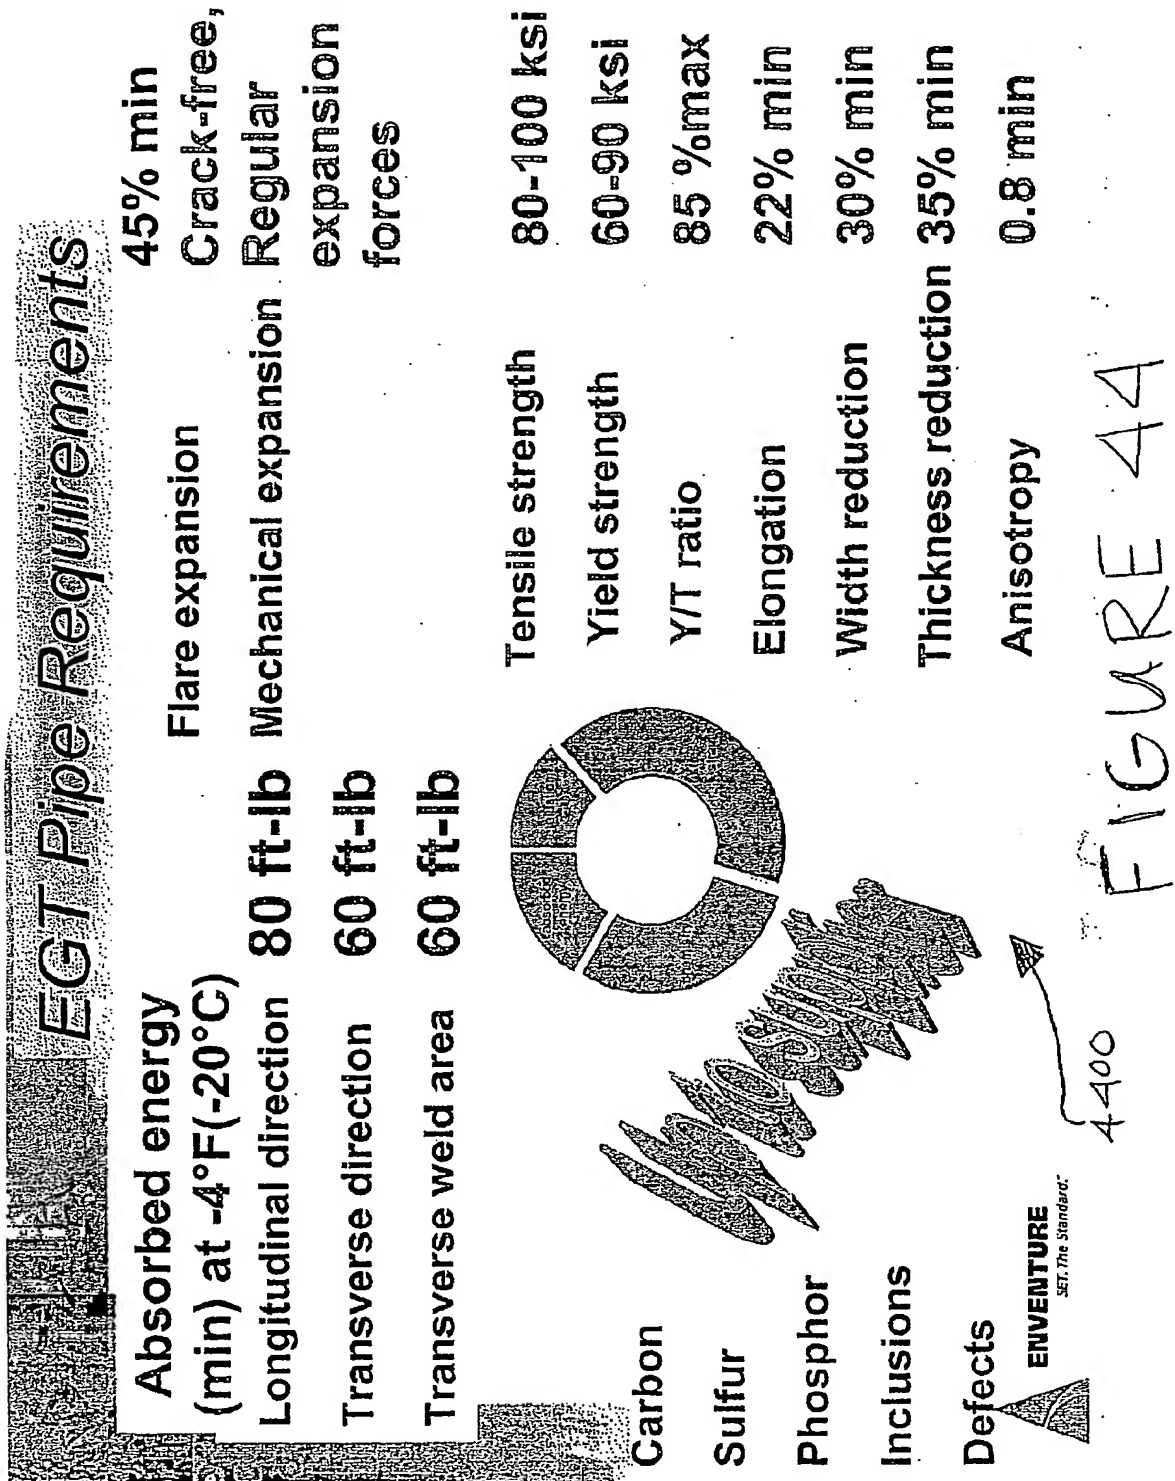 EGT Pipe Requirements
Absorbed energy
(min) at -4°F(-20°C)
Longitudinal direction 80 ft-lb
Transverse direction 60 ft-lb
Transverse weld area 60 ft-lb
Flare expansion 45% min
Mechanical expansion Crack-free,
Regular
expansion
forces
Tensile strength 80-100 ksi
Yield strength 60-90 ksi
Y/T ratio 85 %max
Elongation 22% min
Width reduction 30% min
Thickness reduction 35% min
Anisotropy 0.8 min
Carbon
Sulfur
Phosphor
Inclusions
Defects
ENVENTURE
SET. The Standard.
4400
FIGURE 44